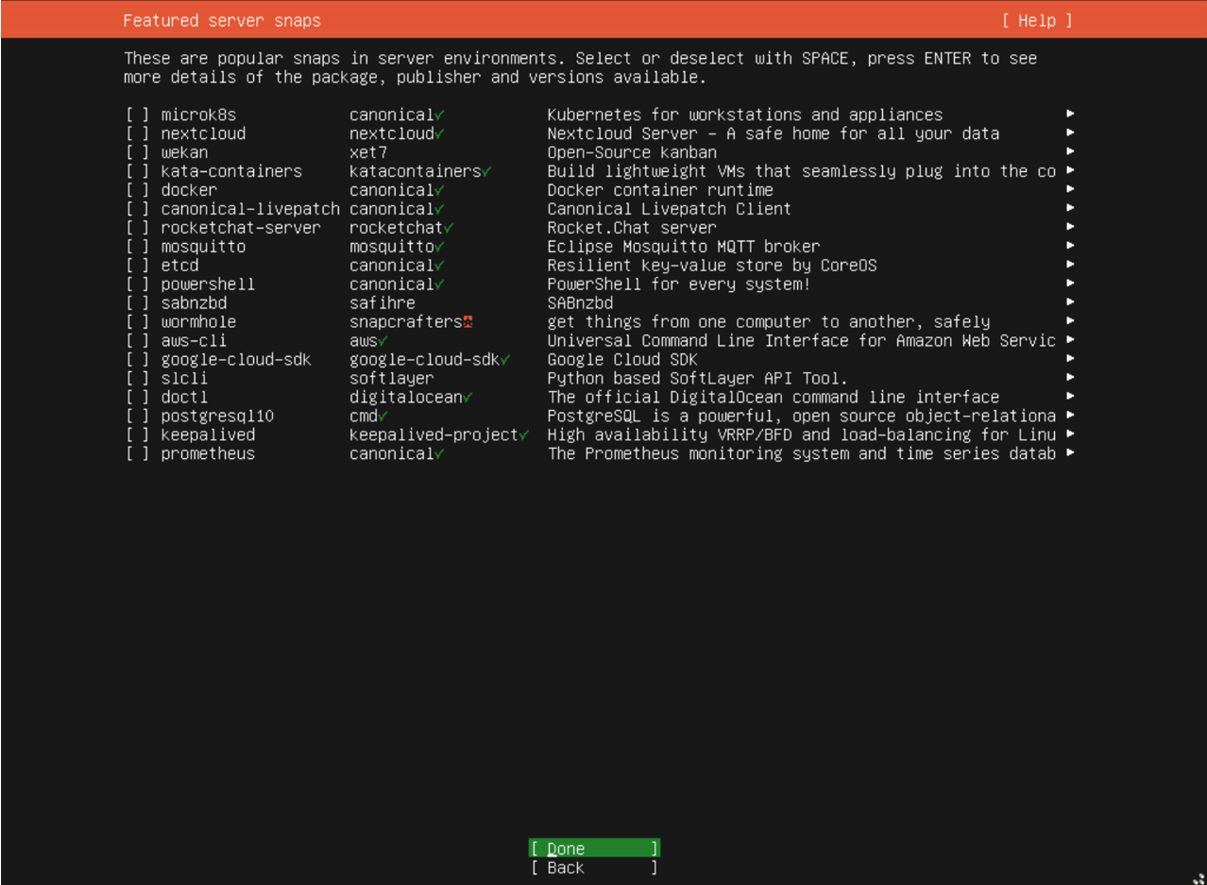 Featured server snaps [ Help ]
These are popular snaps in server environments. Select or deselect with SPACE, press ENTER to see
more details of the package, publisher and versions available.
[ ] microk8s canonical✓ Kubernetes for workstations and appliances ▸
[ ] nextcloud nextcloud✓ Nextcloud Server - A safe home for all your data ▸
[ ] wekan xet7 Open-Source kanban ▸
[ ] kata-containers katacontainers✓ Build lightweight VMs that seamlessly plug into the co ▸
[ ] docker canonical✓ Docker container runtime ▸
[ ] canonical-livepatch canonical✓ Canonical Livepatch Client ▸
[ ] rocketchat-server rocketchat✓ Rocket.Chat server ▸
[ ] mosquitto mosquitto✓ Eclipse Mosquitto MQTT broker ▸
[ ] etcd canonical✓ Resilient key-value store by CoreOS ▸
[ ] powershell canonical✓ PowerShell for every system! ▸
[ ] sabnzbd safihre SABnzbd ▸
[ ] wormhole snapcrafters get things from one computer to another, safely ▸
[ ] aws-cli aws✓ Universal Command Line Interface for Amazon Web Servic ▸
[ ] google-cloud-sdk google-cloud-sdk✓ Google Cloud SDK ▸
[ ] slcli softlayer Python based SoftLayer API Tool. ▸
[ ] doctl digitalocean✓ The official DigitalOcean command line interface ▸
[ ] postgresql10 cmd✓ PostgreSQL is a powerful, open source object-relationa ▸
[ ] keepalived keepalived-project✓ High availability VRRP/BFD and load-balancing for Linu ▸
[ ] prometheus canonical✓ The Prometheus monitoring system and time series datab ▸
[ Done ]
[ Back ]